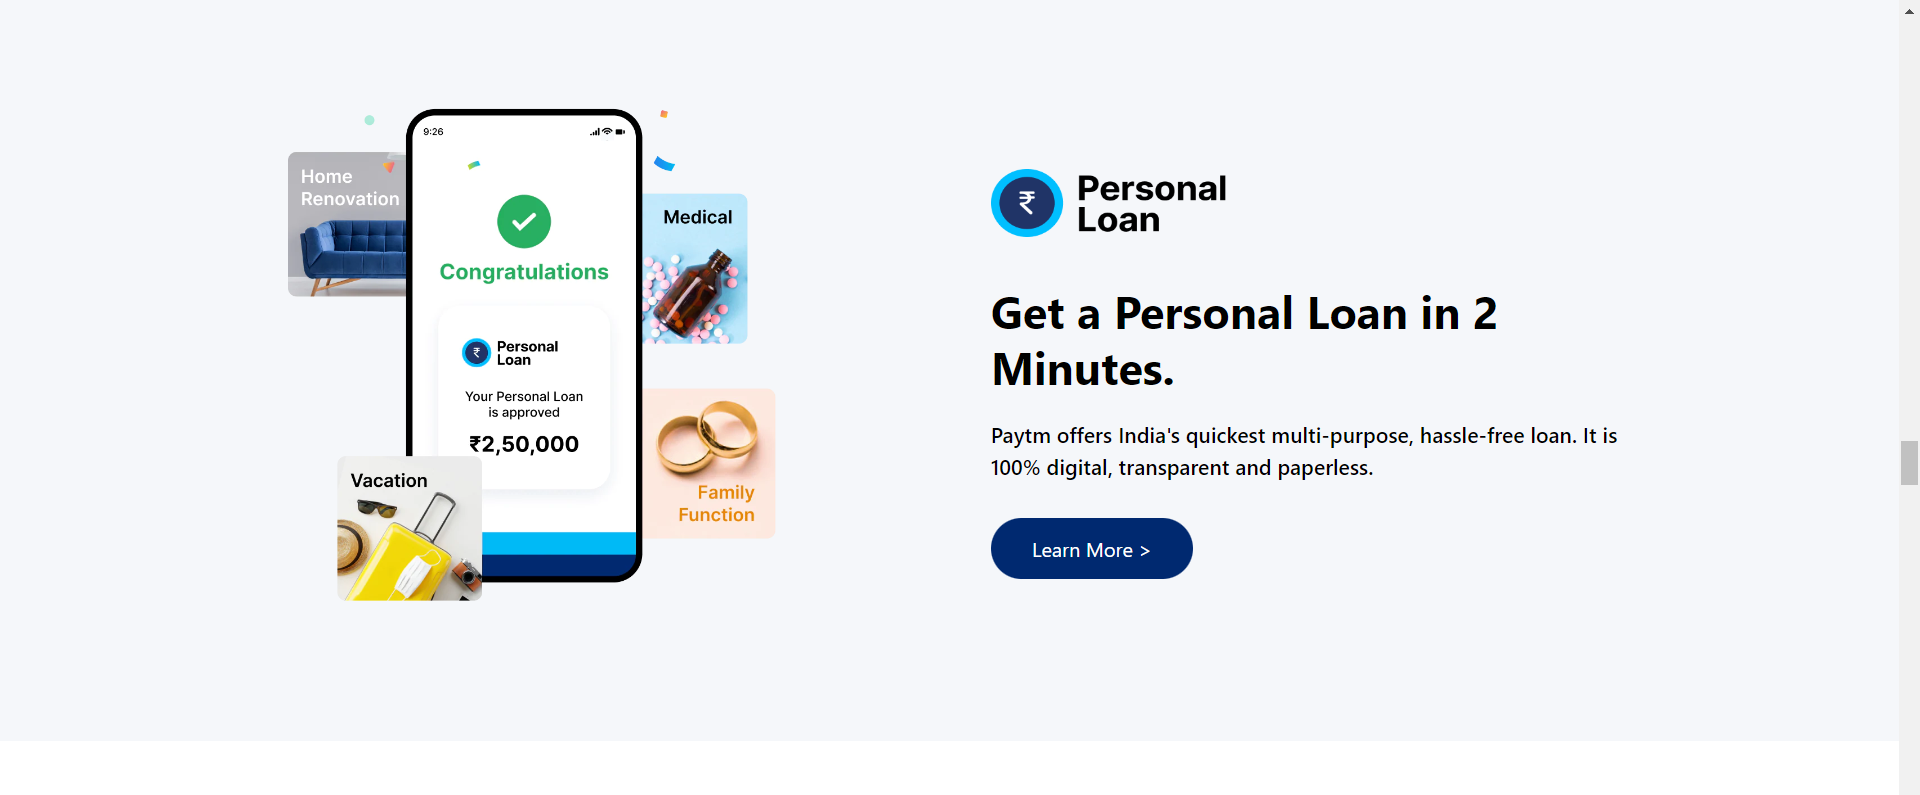 9:26
Home
Renovation
Congratulations
Medical
₹ Personal
Loan
Your Personal Loan
is approved
₹2,50,000
Family
Function
Vacation
₹ Personal
Loan
Get a Personal Loan in 2
Minutes.
Paytm offers India's quickest multi-purpose, hassle-free loan. It is
100% digital, transparent and paperless.
Learn More >